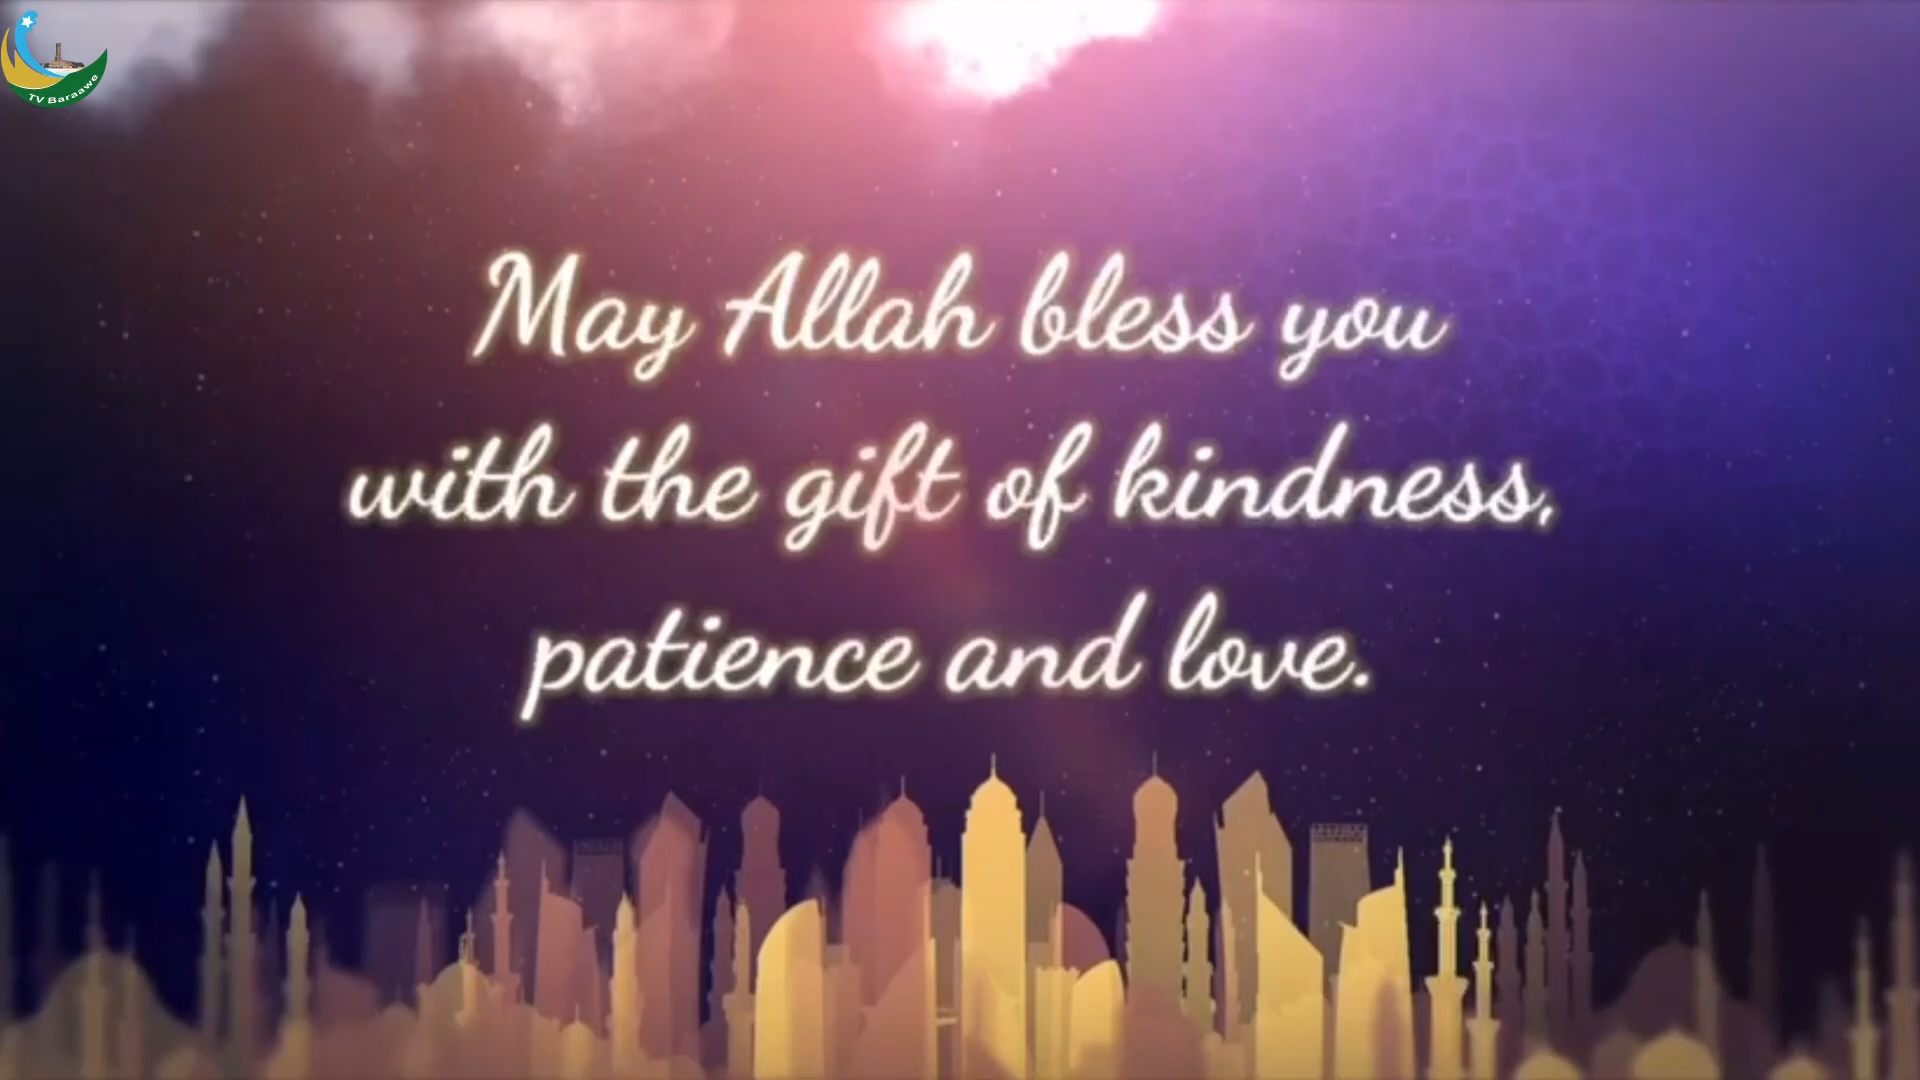 TV Baraawe
May Allah bless you
with the gift of kindness,
patience and love.